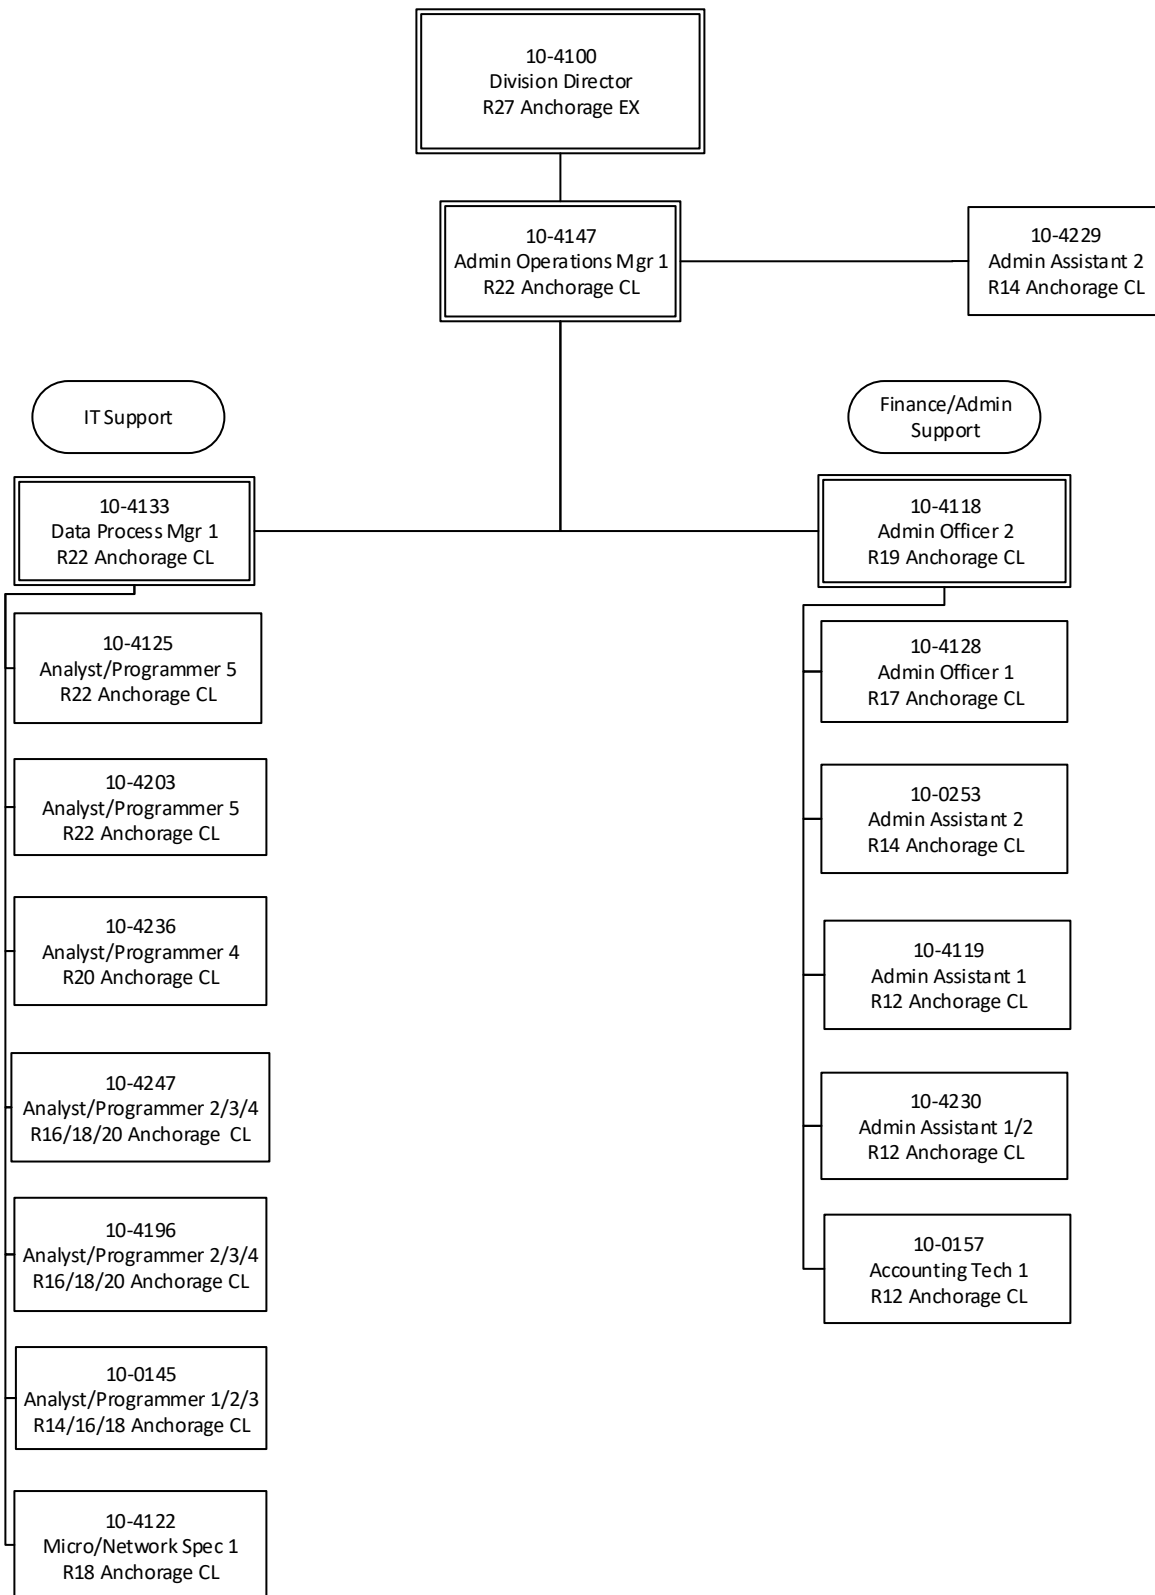 10-4100
Division Director
R27 Anchorage EX
10-4147
Admin Operations Mgr 1
R22 Anchorage CL
10-4229
Admin Assistant 2
R14 Anchorage CL
IT Support
Finance/Admin
Support
10-4133
Data Process Mgr 1
R22 Anchorage CL
10-4118
Admin Officer 2
R19 Anchorage CL
10-4125
Analyst/Programmer 5
R22 Anchorage CL
10-4128
Admin Officer 1
R17 Anchorage CL
10-4203
Analyst/Programmer 5
R22 Anchorage CL
10-0253
Admin Assistant 2
R14 Anchorage CL
10-4236
Analyst/Programmer 4
R20 Anchorage CL
10-4119
Admin Assistant 1
R12 Anchorage CL
10-4247
Analyst/Programmer 2/3/4
R16/18/20 Anchorage CL
10-4230
Admin Assistant 1/2
R12 Anchorage CL
10-4196
Analyst/Programmer 2/3/4
R16/18/20 Anchorage CL
10-0157
Accounting Tech 1
R12 Anchorage CL
10-0145
Analyst/Programmer 1/2/3
R14/16/18 Anchorage CL
10-4122
Micro/Network Spec 1
R18 Anchorage CL